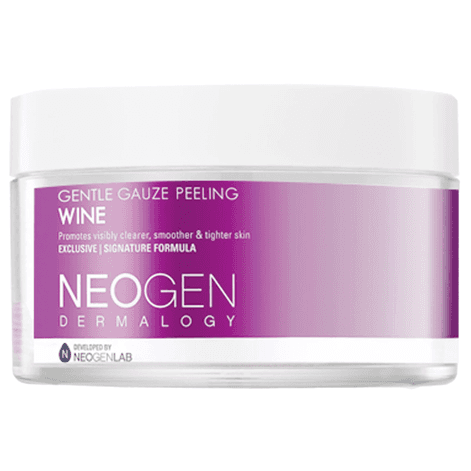 GENTLE GAUZE PEELING
WINE
Promotes visibly clearer, smoother & tighter skin
EXCLUSIVE | SIGNATURE FORMULA
NEOGEN
DERMALOGY
N
DEVELOPED BY
NEOGENLAB